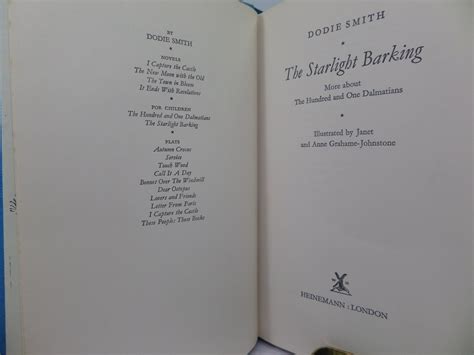 BY
DODIE SMITH
NOVELS
I Capture the Castle
The New Moon with the Old
The Town in Bloom
It Ends With Revelations
FOR CHILDREN
The Hundred and One Dalmatians
The Starlight Barking
PLAYS
Autumn Crocus
Service
Touch Wood
Call It A Day
Bonnet Over The Windmill
Dear Octopus
Lovers and Friends
Letter From Paris
I Capture the Castle
These People: Those Books
DODIE SMITH
The Starlight Barking
More about
The Hundred and One Dalmatians
Illustrated by Janet
and Anne Grahame-Johnstone
HEINEMANN : LONDON